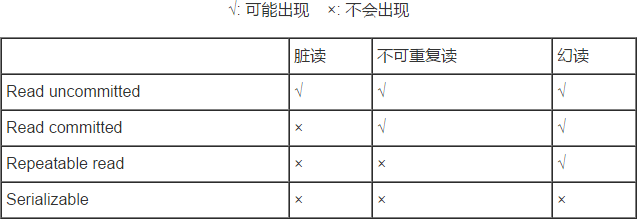 √: 可能出现 ×: 不会出现
脏读 不可重复读 幻读
Read uncommitted √ √ √
Read committed × √ √
Repeatable read × × √
Serializable × × ×